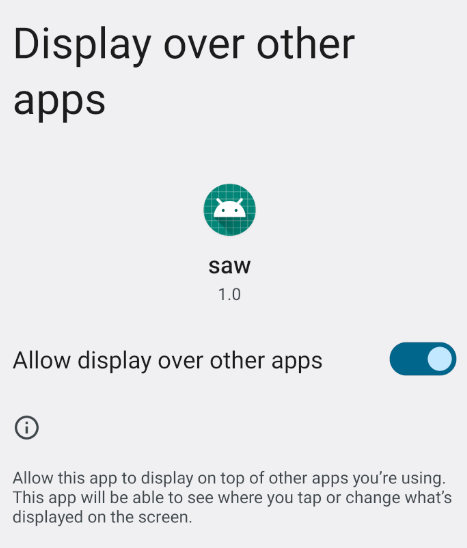 Display over other
apps
saw
1.0
Allow display over other apps
Allow this app to display on top of other apps you’re using.
This app will be able to see where you tap or change what’s
displayed on the screen.